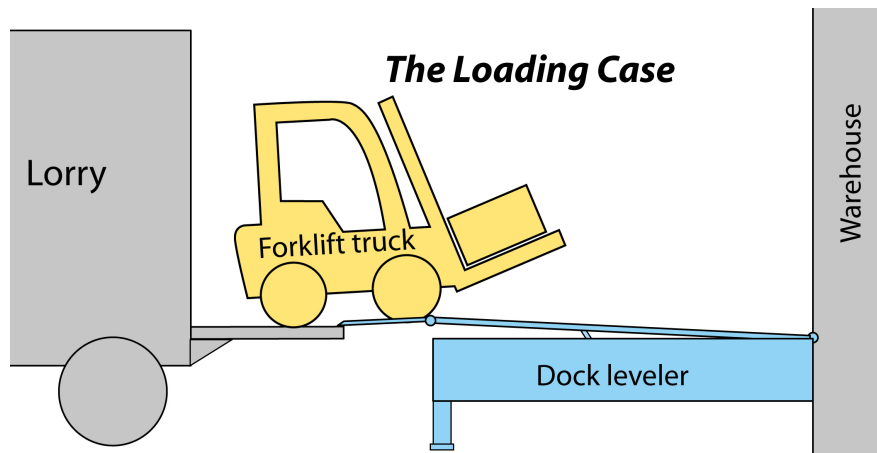 The Loading Case
Lorry
Warehouse
Forklift truck
Dock leveler